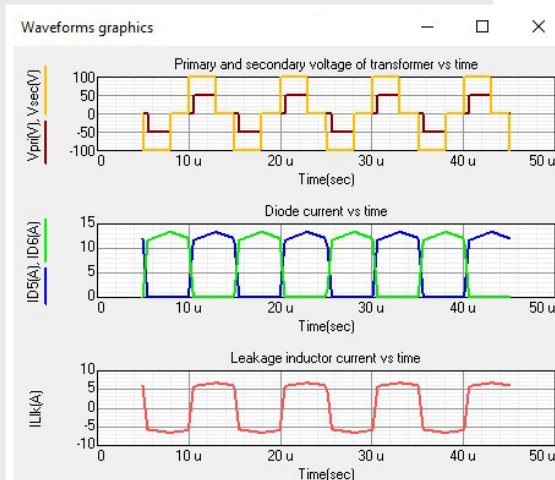 Waveforms graphics
Primary and secondary voltage of transformer vs time
Vpri(V), Vsec(V)
100
50
0
-50
-100
0 10 u 20 u 30 u 40 u 50 u
Time(sec)
Diode current vs time
ID5(A), ID6(A)
15
10
5
0
0 10 u 20 u 30 u 40 u 50 u
Time(sec)
Leakage inductor current vs time
ILlk(A)
10
5
0
-5
-10
0 10 u 20 u 30 u 40 u 50 u
Time(sec)